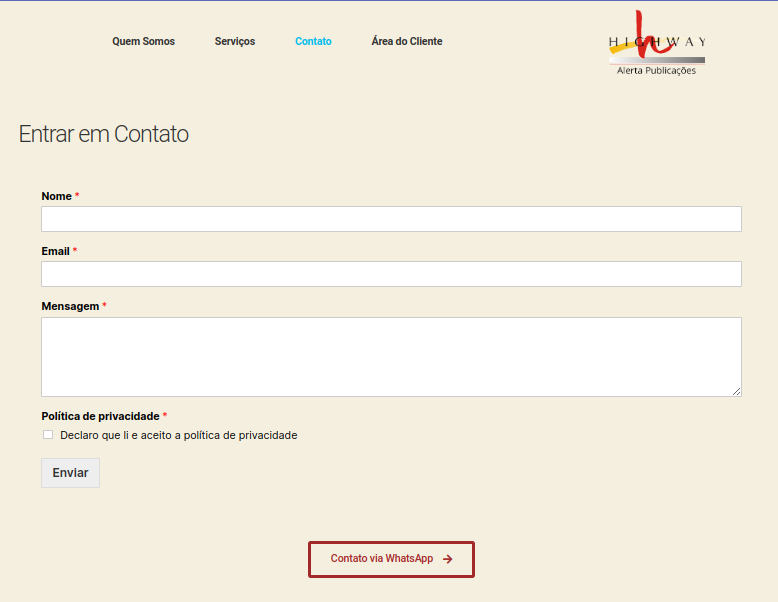 Quem Somos Serviços Contato Área do Cliente
HIGHWAY
Alerta Publicações
Entrar em Contato
Nome *
Email *
Mensagem *
Política de privacidade *
Declaro que li e aceito a política de privacidade
Enviar
Contato via WhatsApp →